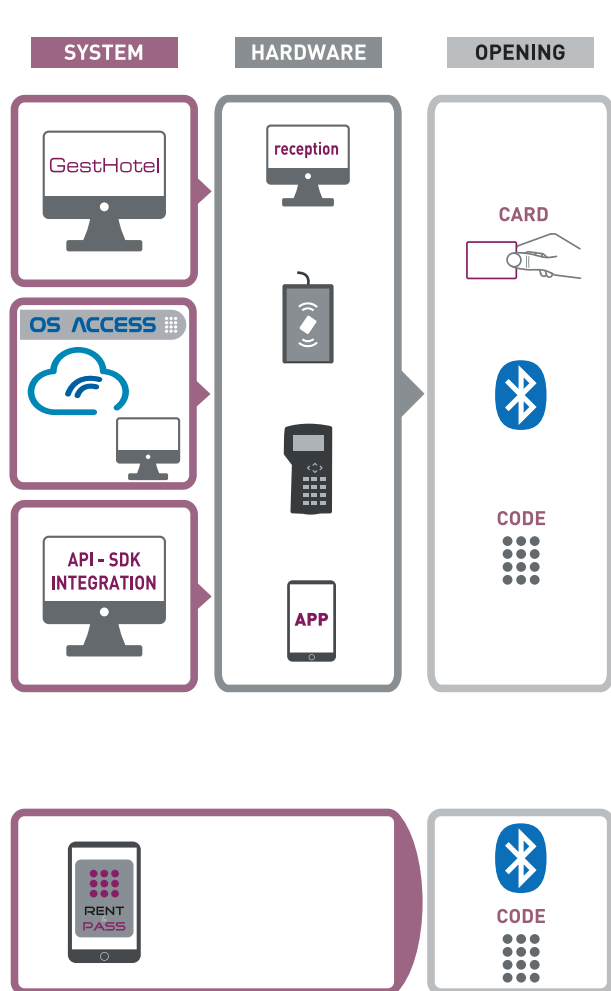 SYSTEM
HARDWARE
OPENING
GestHotel
reception
CARD
OS ACCESS
CODE
API - SDK
INTEGRATION
APP
RENT
&
PASS
CODE